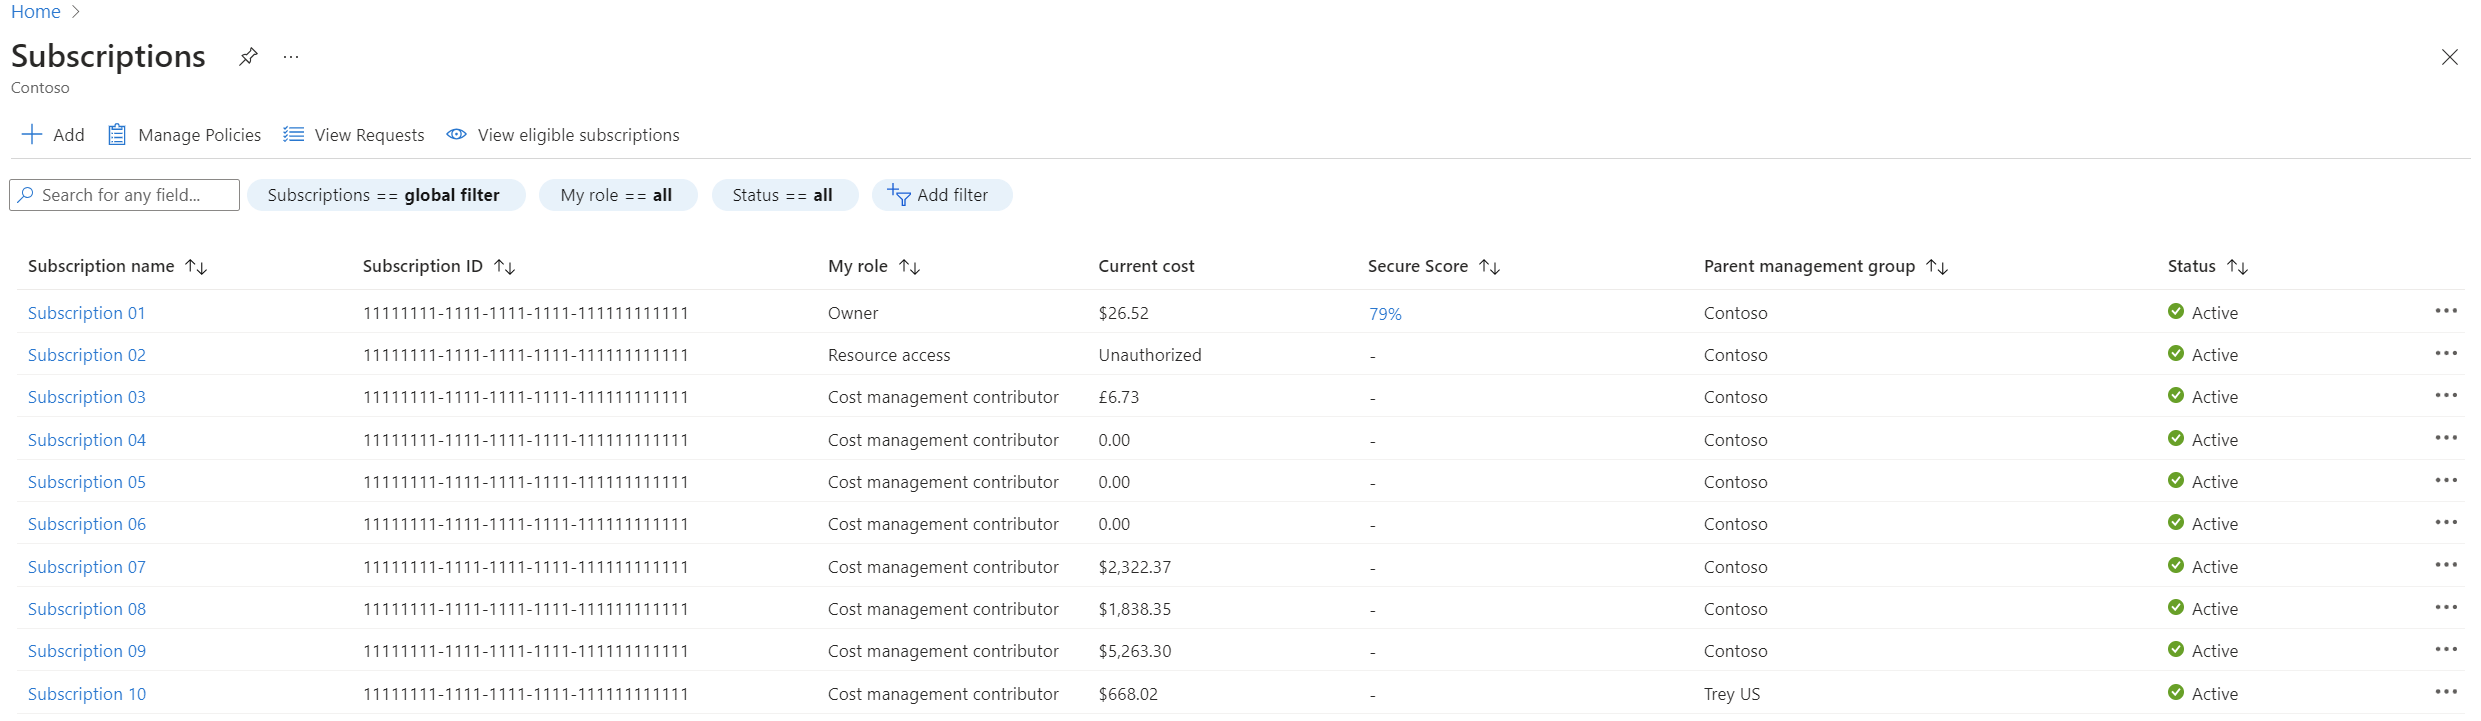 Home
Subscriptions ...
Contoso
Add Manage Policies View Requests View eligible subscriptions
Search for any field... Subscriptions == global filter My role == all Status == all Add filter
Subscription name Subscription ID My role Current cost Secure Score Parent management group Status
Subscription 01 11111111-1111-1111-1111-111111111111 Owner $26.52 79% Contoso Active
Subscription 02 11111111-1111-1111-1111-111111111111 Resource access Unauthorized - Contoso Active
Subscription 03 11111111-1111-1111-1111-111111111111 Cost management contributor £6.73 - Contoso Active
Subscription 04 11111111-1111-1111-1111-111111111111 Cost management contributor 0.00 - Contoso Active
Subscription 05 11111111-1111-1111-1111-111111111111 Cost management contributor 0.00 - Contoso Active
Subscription 06 11111111-1111-1111-1111-111111111111 Cost management contributor 0.00 - Contoso Active
Subscription 07 11111111-1111-1111-1111-111111111111 Cost management contributor $2,322.37 - Contoso Active
Subscription 08 11111111-1111-1111-1111-111111111111 Cost management contributor $1,838.35 - Contoso Active
Subscription 09 11111111-1111-1111-1111-111111111111 Cost management contributor $5,263.30 - Contoso Active
Subscription 10 11111111-1111-1111-1111-111111111111 Cost management contributor $668.02 - Trey US Active